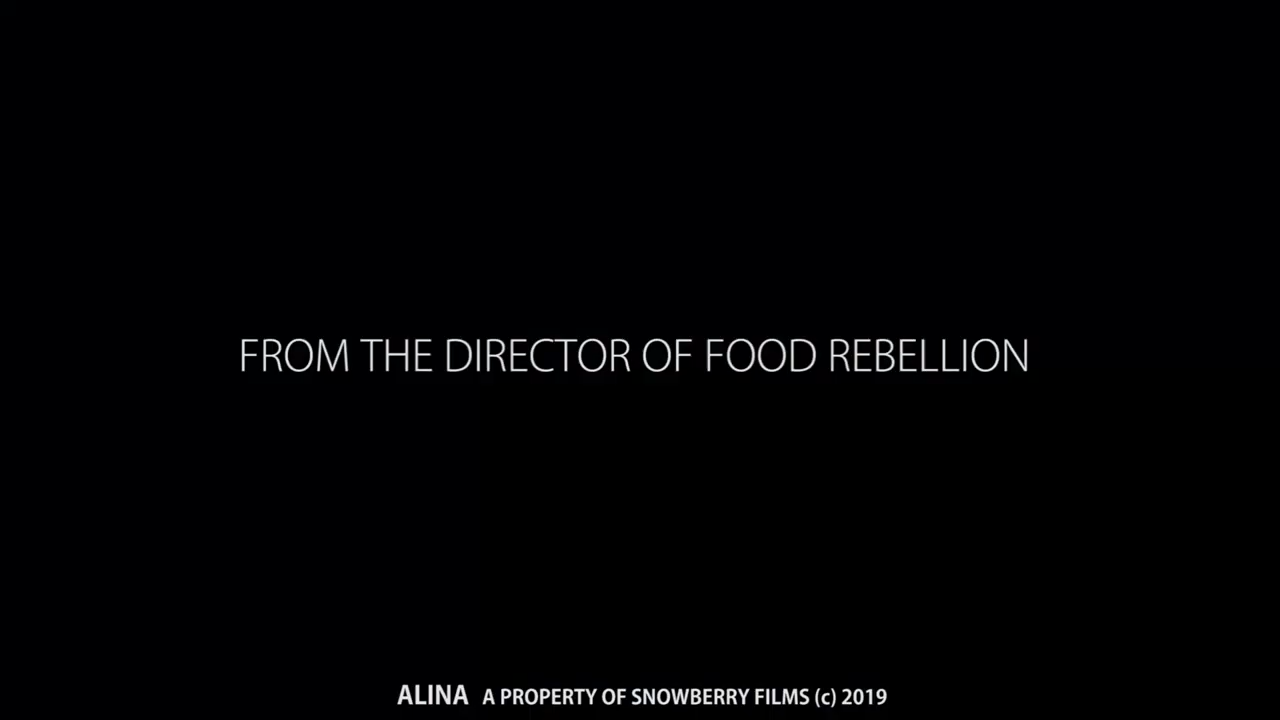 FROM THE DIRECTOR OF FOOD REBELLION
ALINA A PROPERTY OF SNOWBERRY FILMS (c) 2019